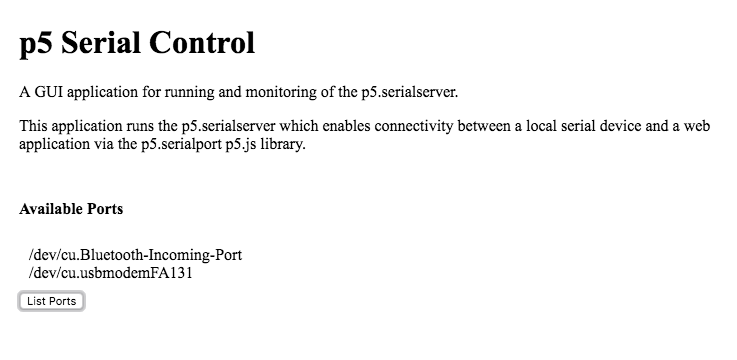 p5 Serial Control
A GUI application for running and monitoring of the p5.serialserver.
This application runs the p5.serialserver which enables connectivity between a local serial device and a web
application via the p5.serialport p5.js library.
Available Ports
/dev/cu.Bluetooth-Incoming-Port
/dev/cu.usbmodemFA131
List Ports